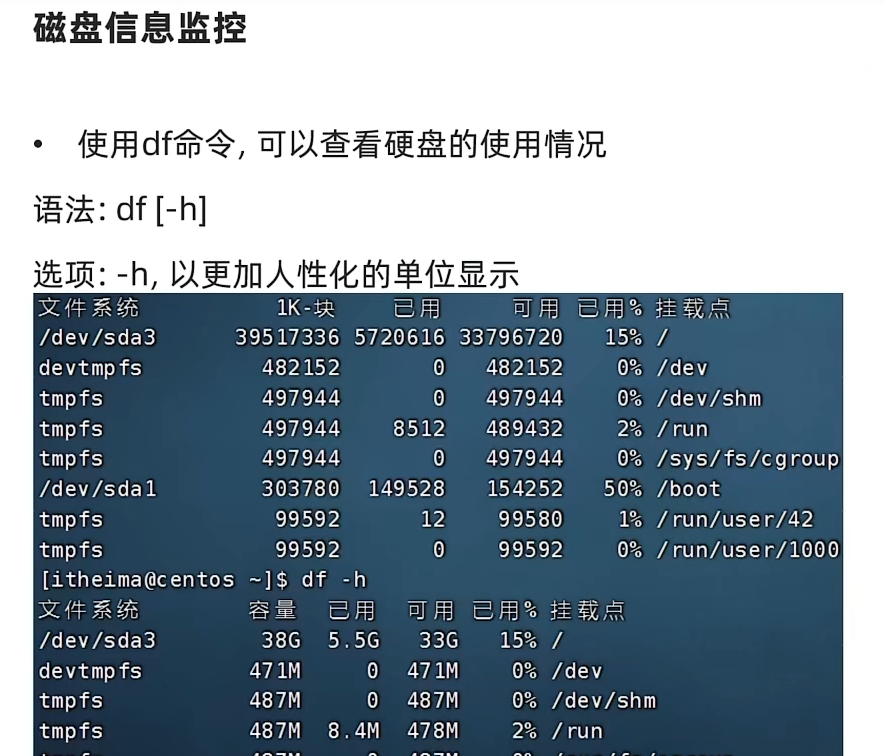 磁盘信息监控
• 使用df命令, 可以查看硬盘的使用情况
语法: df [-h]
选项: -h, 以更加人性化的单位显示
文件系统 1K-块 已用 可用 已用% 挂载点
/dev/sda3 39517336 5720616 33796720 15% /
devtmpfs 482152 0 482152 0% /dev
tmpfs 497944 0 497944 0% /dev/shm
tmpfs 497944 8512 489432 2% /run
tmpfs 497944 0 497944 0% /sys/fs/cgroup
/dev/sda1 303780 149528 154252 50% /boot
tmpfs 99592 12 99580 1% /run/user/42
tmpfs 99592 0 99592 0% /run/user/1000
[itheima@centos ~]$ df -h
文件系统 容量 已用 可用 已用% 挂载点
/dev/sda3 38G 5.5G 33G 15% /
devtmpfs 471M 0 471M 0% /dev
tmpfs 487M 0 487M 0% /dev/shm
tmpfs 487M 8.4M 478M 2% /run